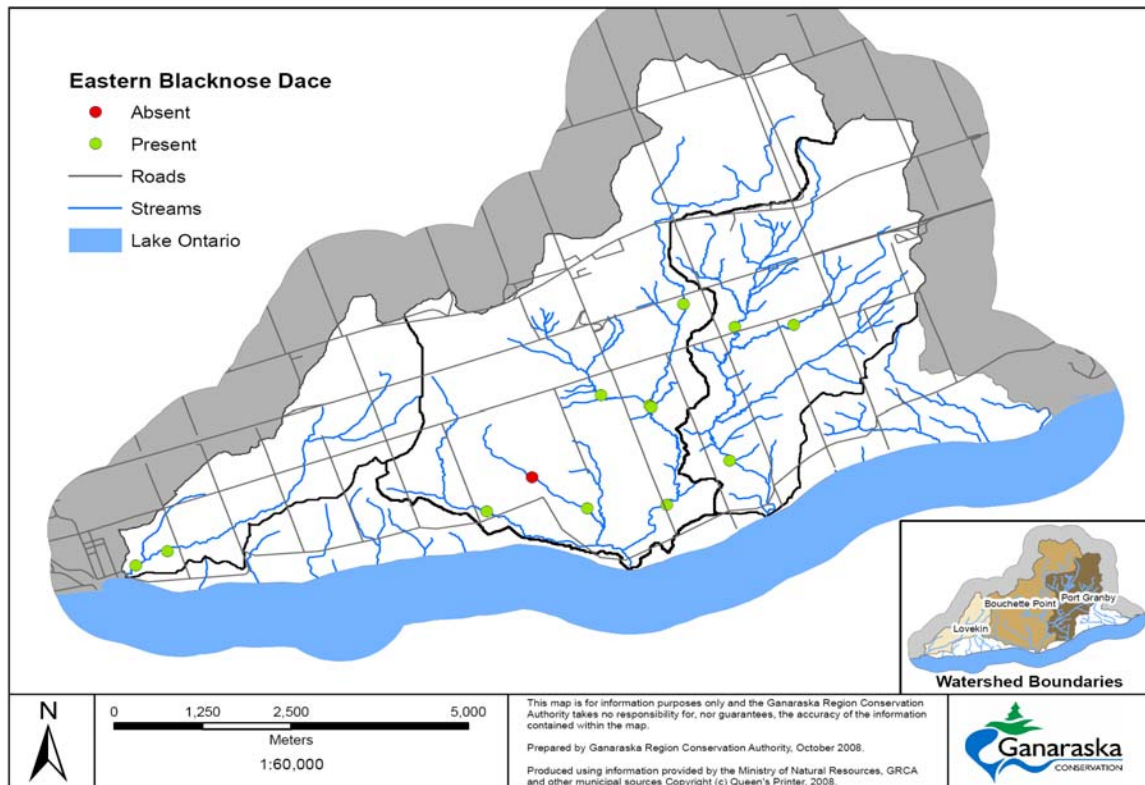 Eastern Blacknose Dace
Absent
Present
Roads
Streams
Lake Ontario
Bouchette Point
Port Granby
Lovekin
Watershed Boundaries
N
0 1,250 2,500 5,000
Meters
1:60,000
This map is for information purposes only and the Ganaraska Region Conservation
Authority takes no responsibility for, nor guarantees, the accuracy of the information
contained within the map.
Prepared by Ganaraska Region Conservation Authority, October 2008.
Produced using information provided by the Ministry of Natural Resources, GRCA
and other municipal sources Copyright (c) Queen's Printer, 2008.
Ganaraska
CONSERVATION